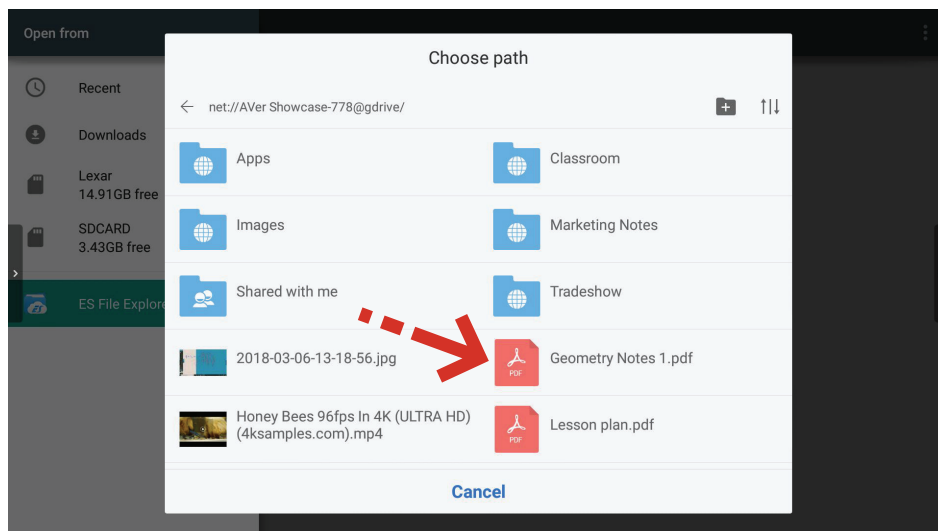 Open from
Recent
Downloads
Lexar
14.91GB free
SDCARD
3.43GB free
ES File Explore
Choose path
net://AVer Showcase-778@gdrive/
Apps
Classroom
Images
Marketing Notes
Shared with me
Tradeshow
2018-03-06-13-18-56.jpg
PDF
Geometry Notes 1.pdf
Honey Bees 96fps In 4K (ULTRA HD)
(4ksamples.com).mp4
PDF
Lesson plan.pdf
Cancel